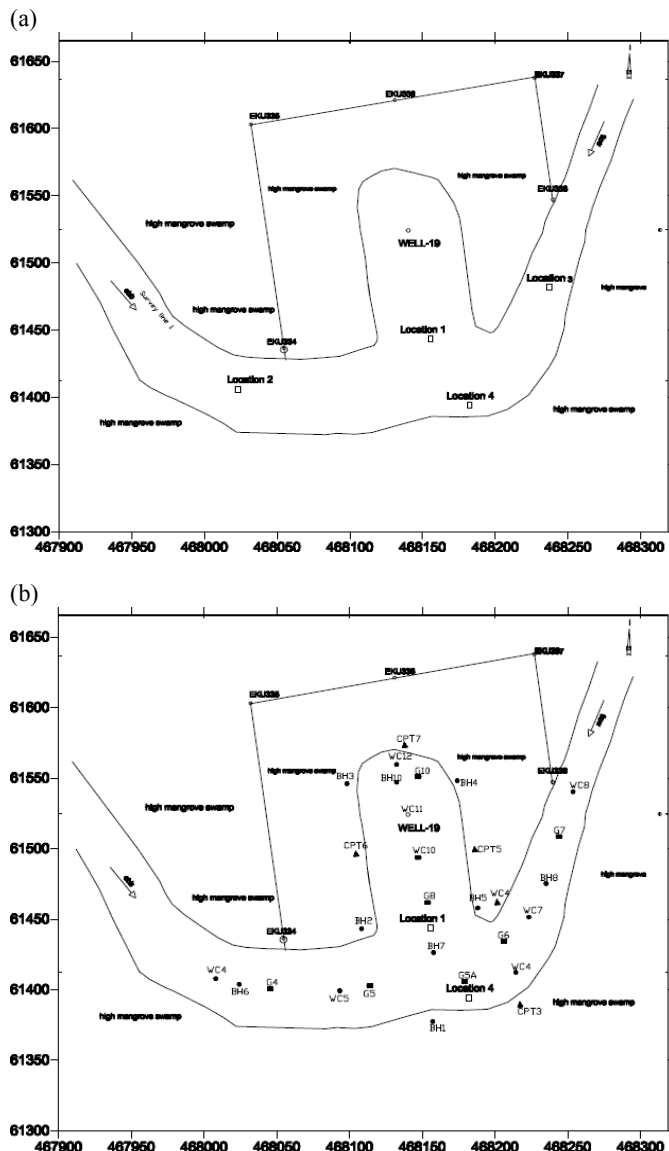 (a)
61650
EKU337
EKU336
61600
EKU335
high mangrove swamp
61550
high mangrove swamp
EKU338
high mangrove swamp
WELL-19
61500
high mangrove
Location 3
Survey line 1
61450
high mangrove swamp
Location 1
EKU334
Location 2
61400
Location 4
high mangrove swamp
high mangrove swamp
61350
61300
467900 467950 468000 468050 468100 468150 468200 468250 468300
(b)
61650
EKU336
61600
EKU335
CPT7
WC12
high mangrove swamp
high mangrove swamp
61550
BH3
BH10
G10
BH4
WC8
high mangrove swamp
WC11
WELL-19
G7
61500
CPT6
WC10
CPT5
high mangrove
BH8
high mangrove swamp
G8
BH5
WC4
WC7
61450
Location 1
BH2
EKU334
G6
BH7
WC4
BH6
G4
WC5
G5
G5A
WC4
61400
Location 4
high mangrove swamp
BH1
CPT3
high mangrove swamp
61350
61300
467900 467950 468000 468050 468100 468150 468200 468250 468300